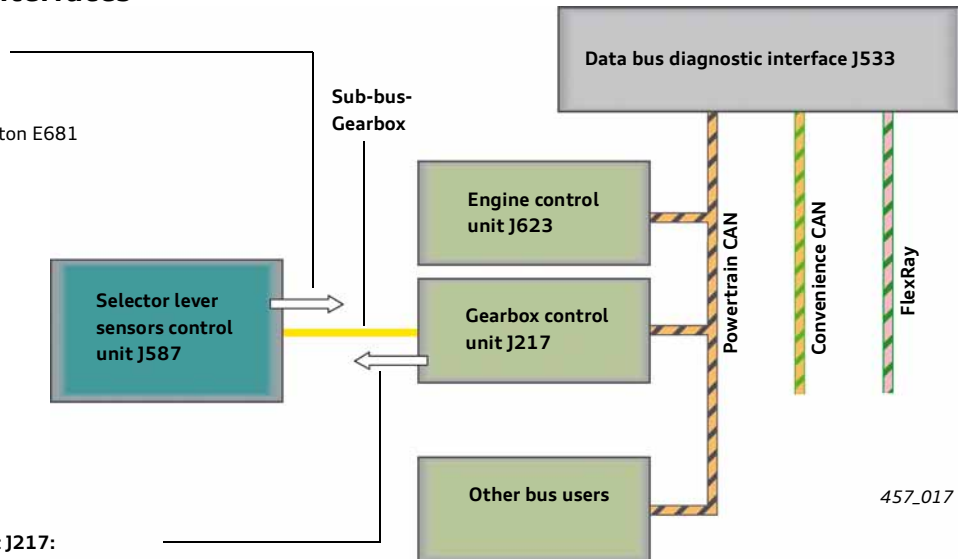 Data bus diagnostic interface J533
Sub-bus-
Gearbox
ton E681
Engine control
unit J623
Powertrain CAN
Convenience CAN
FlexRay
Selector lever
sensors control
unit J587
Gearbox control
unit J217
Other bus users
457_017
J217: